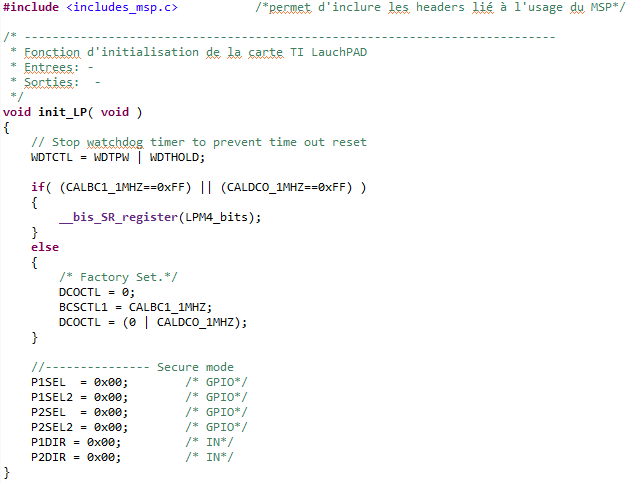 #include <includes_msp.c>           /*permet d'inclure les headers lié à l'usage du MSP*/
/* ----------------------------------------------------------------------------
 * Fonction d'initialisation de la carte TI LauchPAD
 * Entrees: -
 * Sorties:  -
 */
void init_LP( void )
{
    // Stop watchdog timer to prevent time out reset
    WDTCTL = WDTPW | WDTHOLD;
    if( (CALBC1_1MHZ==0xFF) || (CALDCO_1MHZ==0xFF) )
    {
        __bis_SR_register(LPM4_bits);
    }
    else
    {
        /* Factory Set.*/
        DCOCTL = 0;
        BCSCTL1 = CALBC1_1MHZ;
        DCOCTL = (0 | CALDCO_1MHZ);
    }
    //--------------- Secure mode
    P1SEL  = 0x00;        /* GPIO*/
    P1SEL2 = 0x00;        /* GPIO*/
    P2SEL  = 0x00;        /* GPIO*/
    P2SEL2 = 0x00;        /* GPIO*/
    P1DIR = 0x00;         /* IN*/
    P2DIR = 0x00;         /* IN*/
}